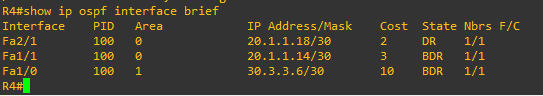 R4#show ip ospf interface brief
Interface    PID   Area            IP Address/Mask    Cost  State Nbrs F/C
Fa2/1        100   0               20.1.1.18/30       2     DR    1/1
Fa1/1        100   0               20.1.1.14/30       3     BDR   1/1
Fa1/0        100   1               30.3.3.6/30        10    BDR   1/1
R4#